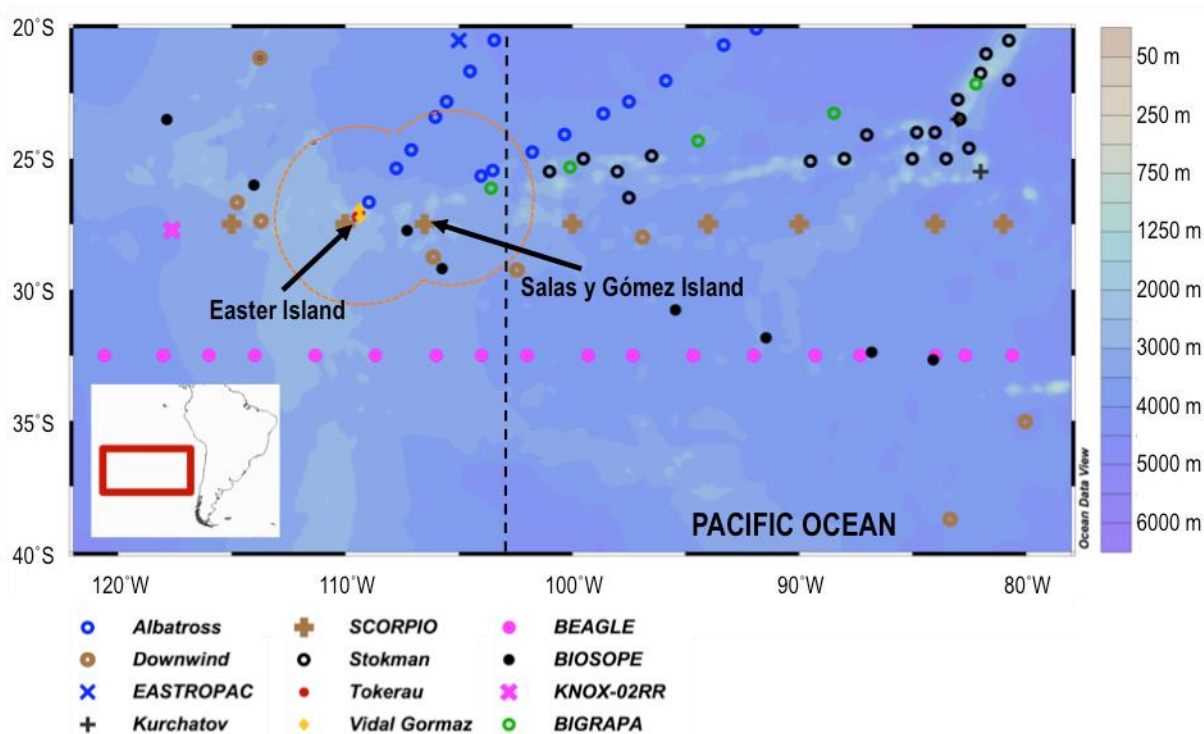 20˚S
25˚S
30˚S
35˚S
40˚S
Easter Island
Salas y Gómez Island
PACIFIC OCEAN
120˚W
110˚W
100˚W
90˚W
80˚W
Ocean Data View
50 m
250 m
750 m
1250 m
2000 m
3000 m
4000 m
5000 m
6000 m
Albatross
SCORPIO
BEAGLE
Downwind
Stokman
BIOSOPE
EASTROPAC
Tokerau
KNOX-02RR
Kurchatov
Vidal Gormaz
BIGRAPA